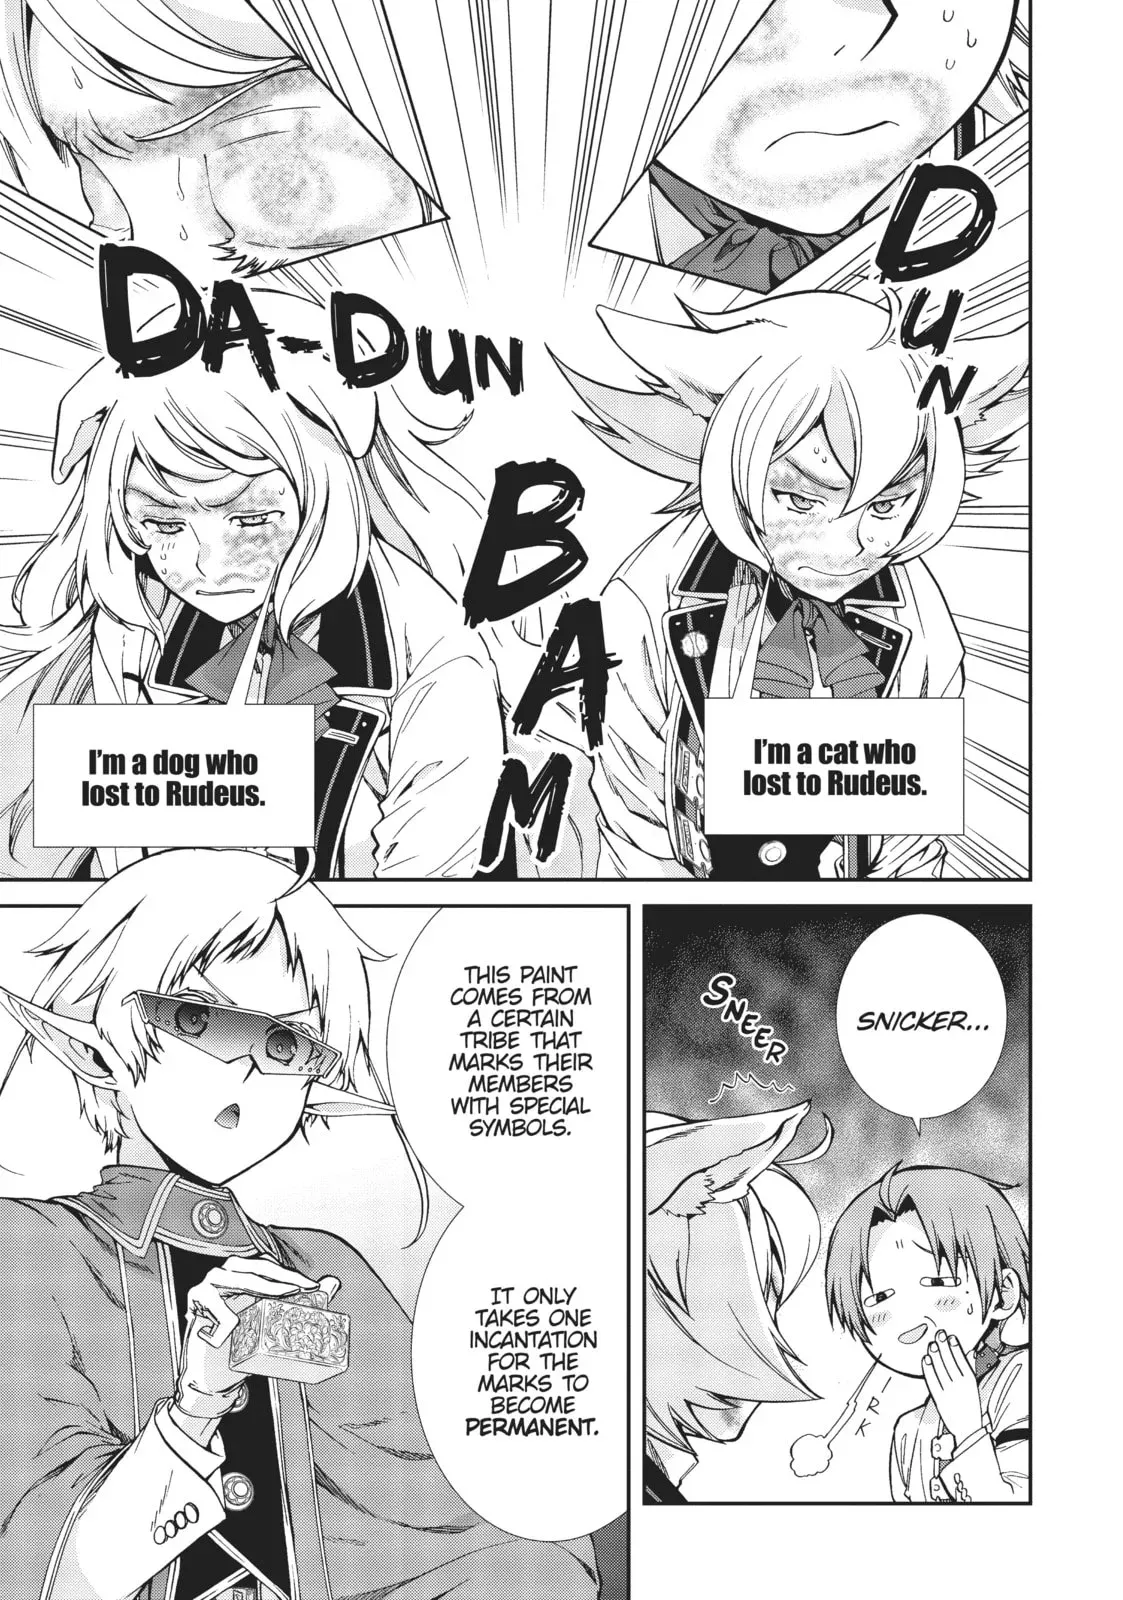 DUN
DA-DUN
BAM
I'm a cat who
lost to Rudeus.
I'm a dog who
lost to Rudeus.
SNICKER...
SNEER
IRK
THIS PAINT
COMES FROM
A CERTAIN
TRIBE THAT
MARKS THEIR
MEMBERS
WITH SPECIAL
SYMBOLS.
IT ONLY
TAKES ONE
INCANTATION
FOR THE
MARKS TO
BECOME
PERMANENT.